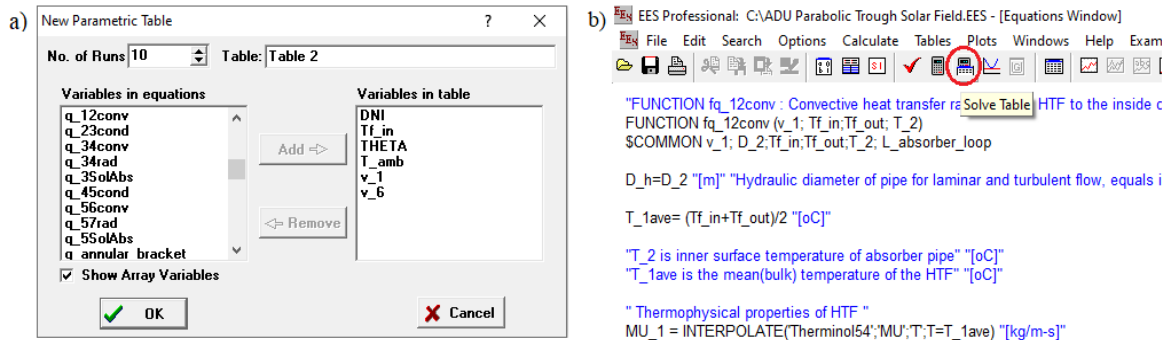 a)
New Parametric Table ? ×
No. of Runs 10 Table: Table 2
Variables in equations
q_12conv
q_23cond
q_34conv
q_34rad
q_3SolAbs
q_45cond
q_56conv
q_57rad
q_5SolAbs
q_annular_bracket
Show Array Variables
Add =>
<= Remove
Variables in table
DNI
Tf_in
THETA
T_amb
v_1
v_6
OK
Cancel
b)
EES Professional: C:\ADU Parabolic Trough Solar Field.EES - [Equations Window]
File Edit Search Options Calculate Tables Plots Windows Help Exam
"FUNCTION fq_12conv : Convective heat transfer ra Solve Table HTF to the inside o
FUNCTION fq_12conv (v_1; Tf_in;Tf_out; T_2)
$COMMON v_1; D_2;Tf_in;Tf_out;T_2; L_absorber_loop
D_h=D_2 "[m]" "Hydraulic diameter of pipe for laminar and turbulent flow, equals i
T_1ave= (Tf_in+Tf_out)/2 "[oC]"
"T_2 is inner surface temperature of absorber pipe" "[oC]"
"T_1ave is the mean(bulk) temperature of the HTF" "[oC]"
" Thermophysical properties of HTF "
MU_1 = INTERPOLATE('Therminol54';'MU';'T';T=T_1ave) "[kg/m-s]"